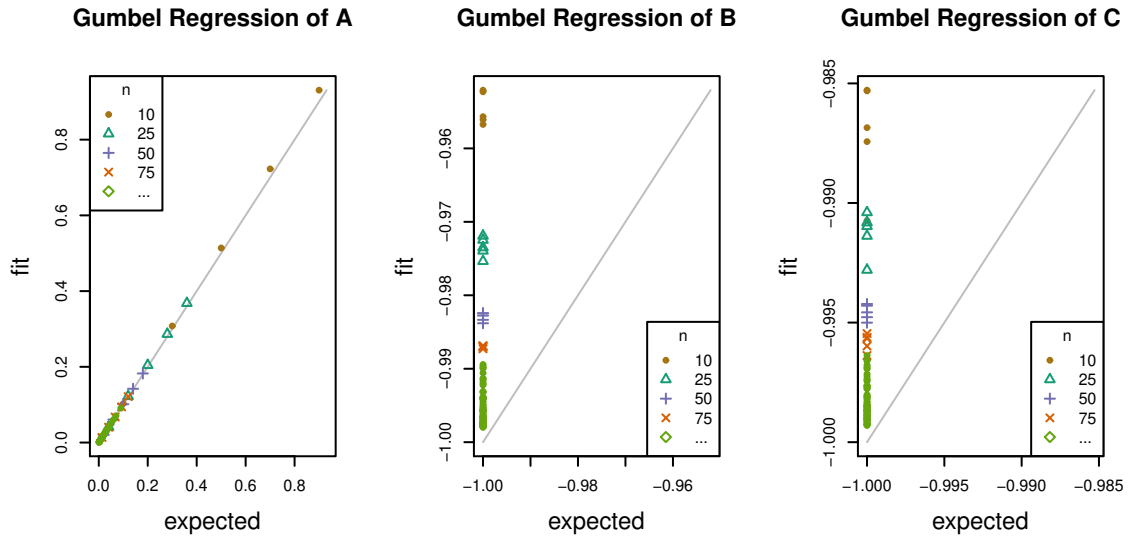 Gumbel Regression of A
fit
0.0
0.2
0.4
0.6
0.8
n
10
25
50
75
...
0.0 0.2 0.4 0.6 0.8
expected
Gumbel Regression of B
fit
−1.00
−0.99
−0.98
−0.97
−0.96
n
10
25
50
75
...
−1.00 −0.98 −0.96
expected
Gumbel Regression of C
fit
−1.000
−0.995
−0.990
−0.985
n
10
25
50
75
...
−1.000 −0.995 −0.990 −0.985
expected